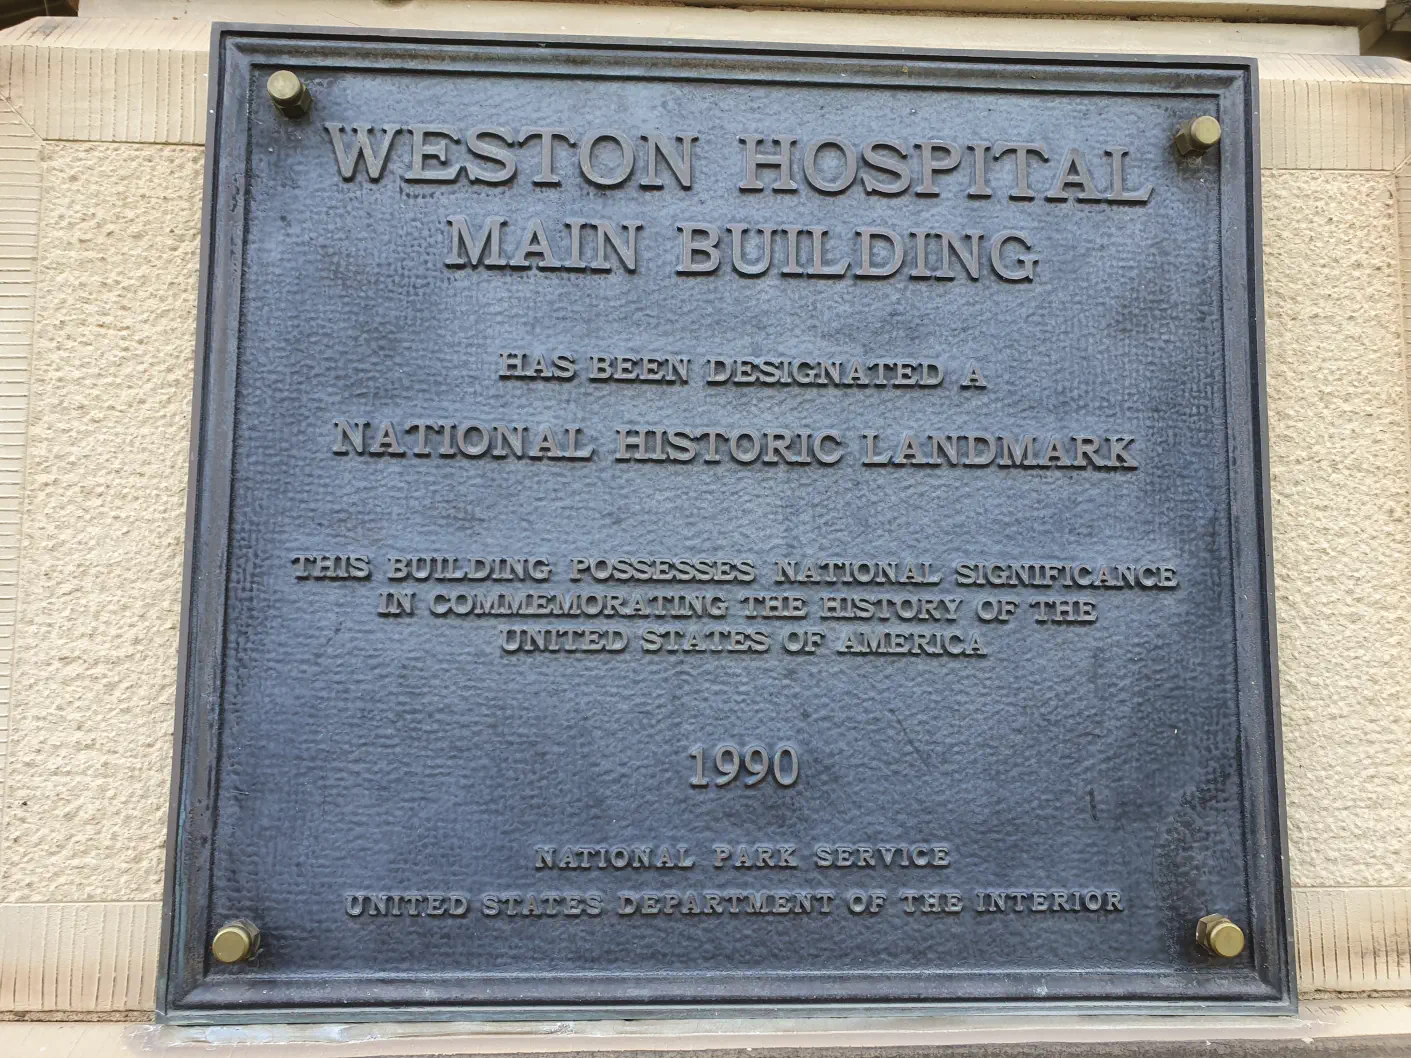 WESTON HOSPITAL
MAIN BUILDING
HAS BEEN DESIGNATED A
NATIONAL HISTORIC LANDMARK
THIS BUILDING POSSESSES NATIONAL SIGNIFICANCE
IN COMMEMORATING THE HISTORY OF THE
UNITED STATES OF AMERICA
1990
NATIONAL PARK SERVICE
UNITED STATES DEPARTMENT OF THE INTERIOR